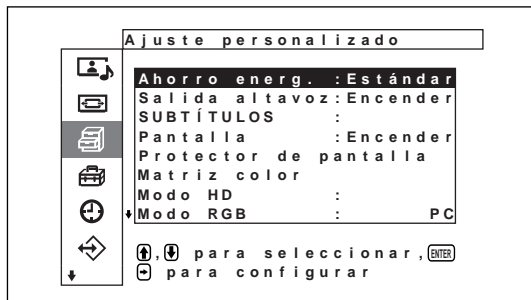 Ajuste personalizado
Ahorro energ. :Estándar
Salida altavoz:Encender
SUBTÍTULOS :
Pantalla :Encender
Protector de pantalla
Matriz color
Modo HD :
Modo RGB : PC
, para seleccionar, ENTER
para configurar